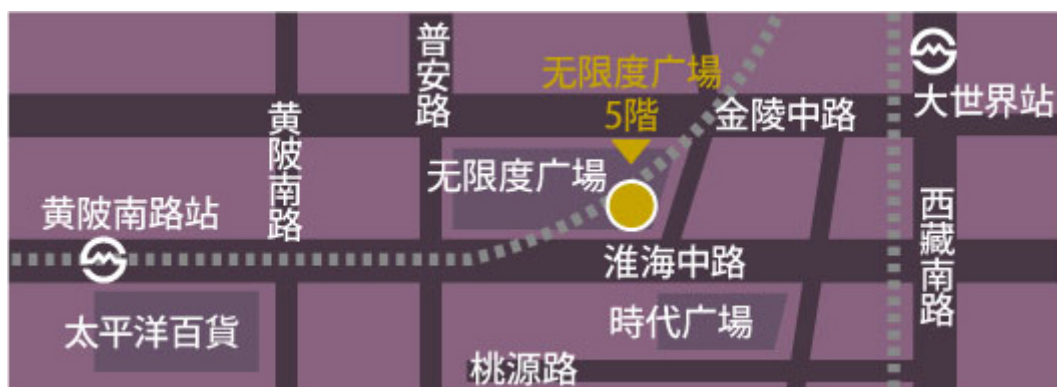 普安路
无限度广場
5階
大世界站
金陵中路
黄陂南路
无限度广場
黄陂南路站
西藏南路
淮海中路
時代广場
太平洋百貨
桃源路